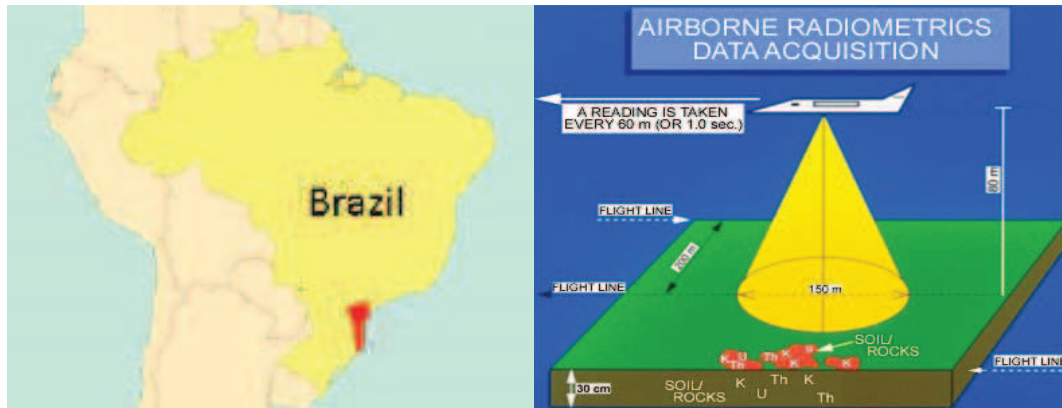 Brazil
AIRBORNE RADIOMETRICS
DATA ACQUISITION
A READING IS TAKEN
EVERY 60 m (OR 1.0 sec.)
80 m
FLIGHT LINE
200 m
FLIGHT LINE
150 m
SOIL/
ROCKS
K U Th Th K K U K
FLIGHT LINE
30 cm
SOIL/
ROCKS
K U Th K Th